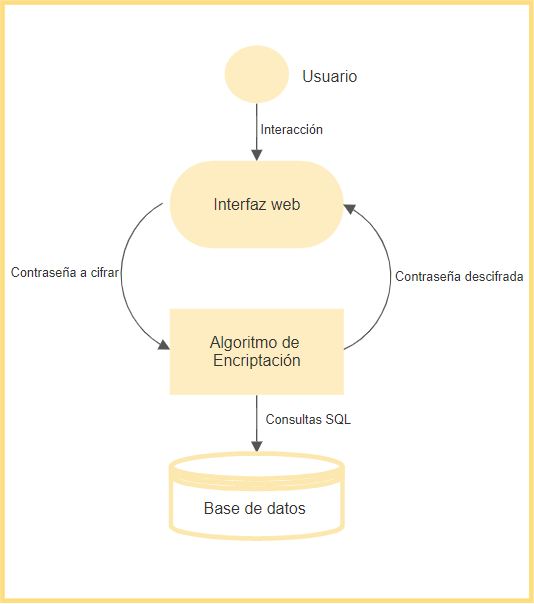 Usuario
Interacción
Interfaz web
Contraseña a cifrar
Contraseña descifrada
Algoritmo de
Encriptación
Consultas SQL
Base de datos